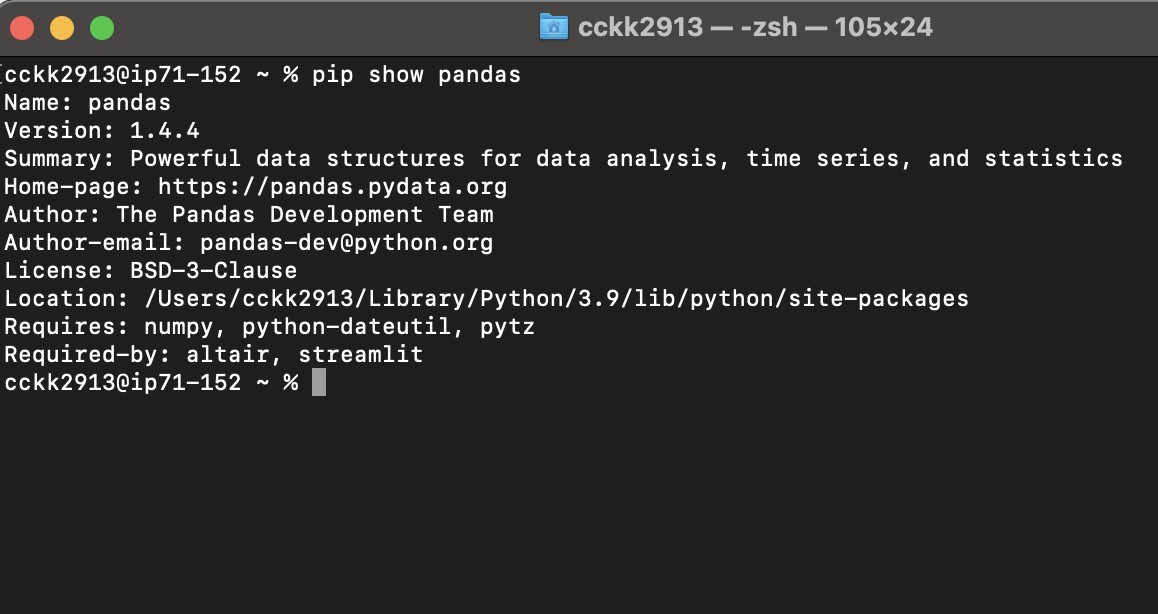 cckk2913 — -zsh — 105×24
cckk2913@ip71-152 ~ % pip show pandas
Name: pandas
Version: 1.4.4
Summary: Powerful data structures for data analysis, time series, and statistics
Home-page: https://pandas.pydata.org
Author: The Pandas Development Team
Author-email: pandas-dev@python.org
License: BSD-3-Clause
Location: /Users/cckk2913/Library/Python/3.9/lib/python/site-packages
Requires: numpy, python-dateutil, pytz
Required-by: altair, streamlit
cckk2913@ip71-152 ~ %